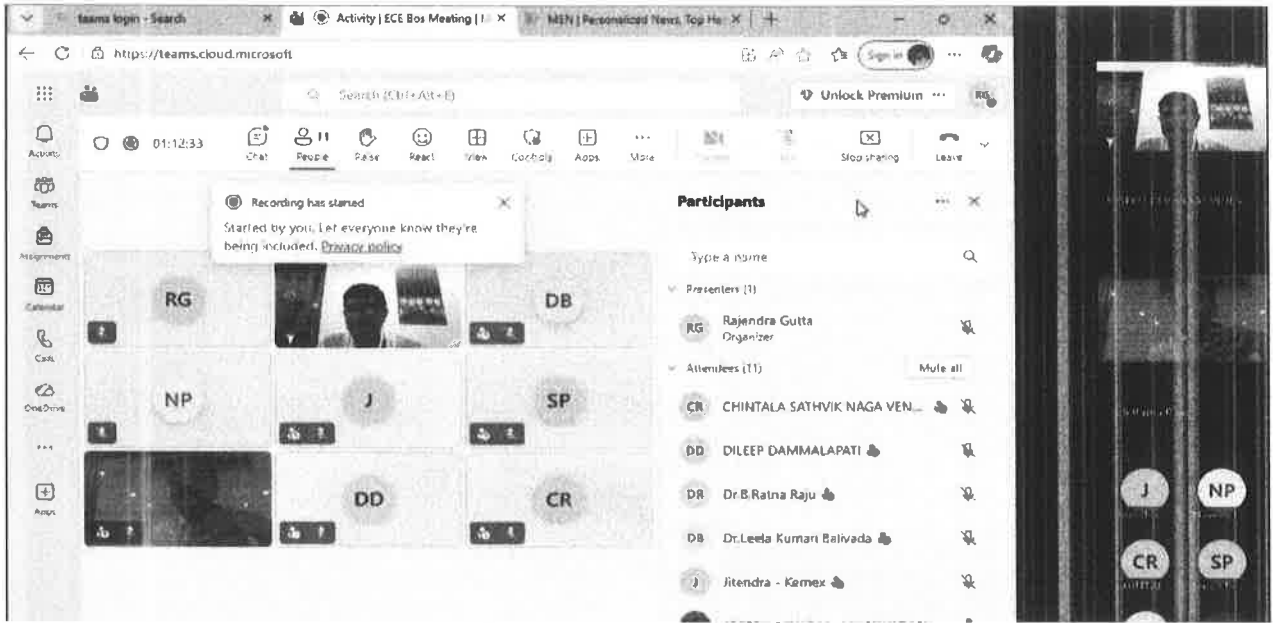 teams login - Search
Activity | ECE Bos Meeting |
MSN | Personalized News, Top He
https://teams.cloud.microsoft
Sign in
Search (Ctrl+Alt+E)
Unlock Premium
RG
Activity
Teams
Assignments
Calendar
Calls
OneDrive
Apps
01:12:33
Chat
People 11
Raise
React
View
Controls
Apps
More
Stop sharing
Leave
Recording has started
Started by you. Let everyone know they're
being included. Privacy policy
RG
DB
NP
J
SP
DD
CR
Participants
Type a name
Presenters (1)
RG Rajendra Gutta
Organizer
Attendees (11)
Mute all
CR CHINTALA SATHVIK NAGA VEN...
DD DILEEP DAMMALAPATI
DR Dr.B.Ratna Raju
DB Dr.Leela Kumari Balivada
J Jitendra - Kernex
J
NP
CR
SP